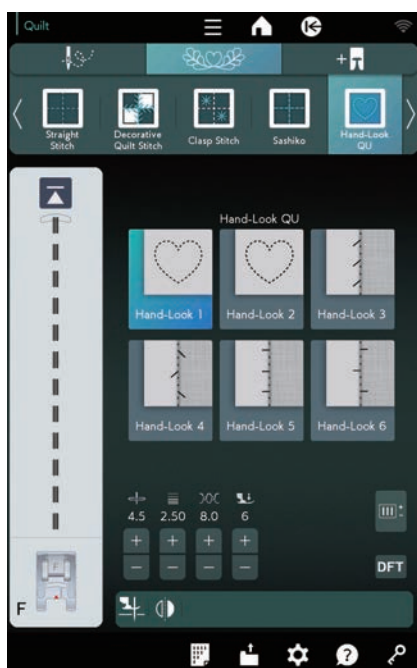 Quilt
Straight
Stitch
Decorative
Quilt Stitch
Clasp Stitch
Sashiko
Hand-Look
QU
Hand-Look QU
Hand-Look 1
Hand-Look 2
Hand-Look 3
Hand-Look 4
Hand-Look 5
Hand-Look 6
4.5 2.50 8.0 6
+ + + +
− − − −
DFT
F